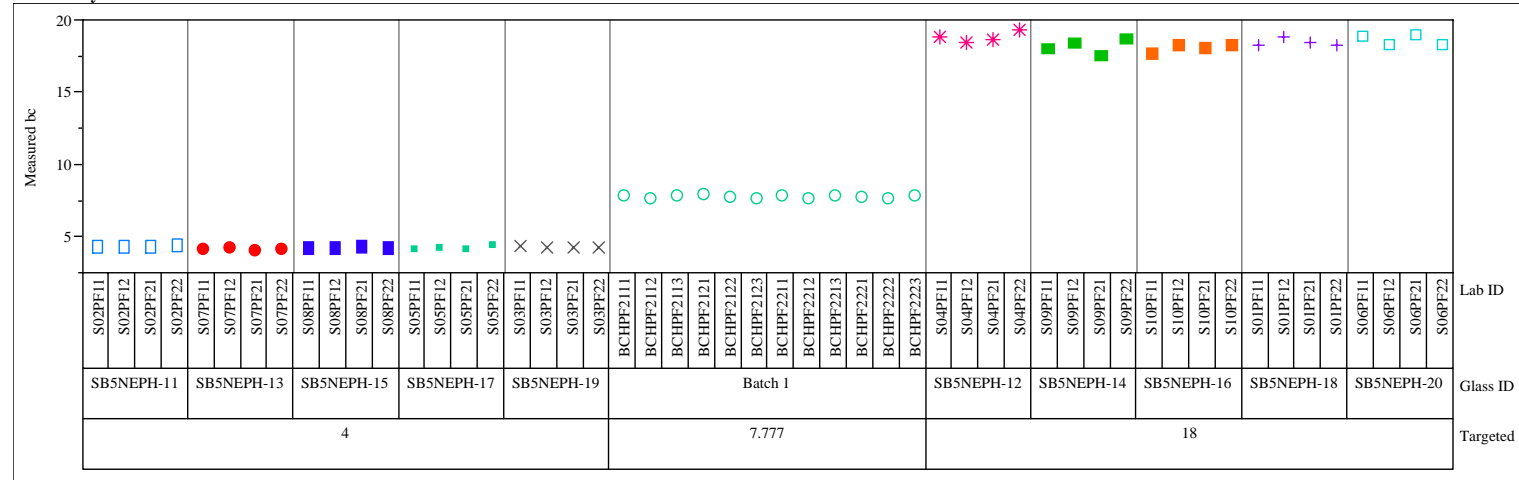 20
15
10
5
Measured bc
S02PF11
S02PF12
S02PF21
S02PF22
S07PF11
S07PF12
S07PF21
S07PF22
S08PF11
S08PF12
S08PF21
S08PF22
S05PF11
S05PF12
S05PF21
S05PF22
S03PF11
S03PF12
S03PF21
S03PF22
BCHPF2111
BCHPF2112
BCHPF2113
BCHPF2121
BCHPF2122
BCHPF2123
BCHPF2211
BCHPF2212
BCHPF2213
BCHPF2221
BCHPF2222
BCHPF2223
S04PF11
S04PF12
S04PF21
S04PF22
S09PF11
S09PF12
S09PF21
S09PF22
S10PF11
S10PF12
S10PF21
S10PF22
S01PF11
S01PF12
S01PF21
S01PF22
S06PF11
S06PF12
S06PF21
S06PF22
Lab ID
SB5NEPH-11 SB5NEPH-13 SB5NEPH-15 SB5NEPH-17 SB5NEPH-19 Batch 1 SB5NEPH-12 SB5NEPH-14 SB5NEPH-16 SB5NEPH-18 SB5NEPH-20 Glass ID
4 7.777 18 Targeted